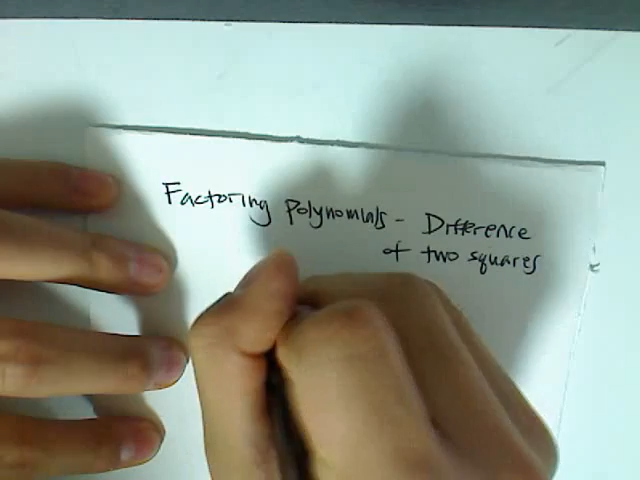 Factoring Polynomials - Difference
of two squares